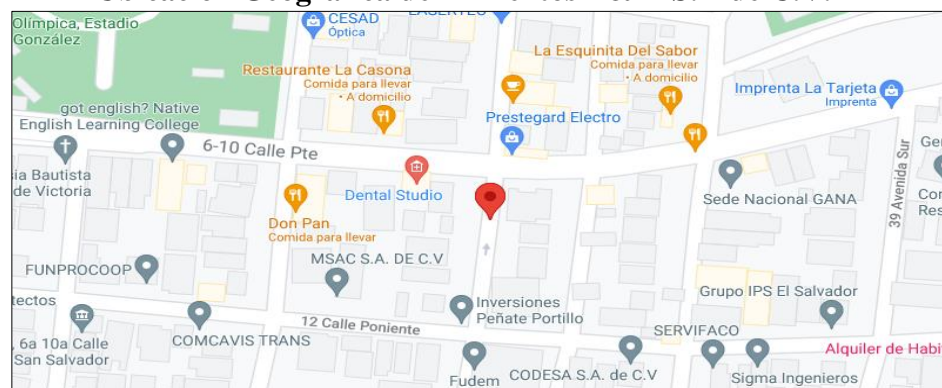 Olímpica, Estadio
González
CESAD
Óptica
La Esquinita Del Sabor
Comida para llevar
• A domicilio
Restaurante La Casona
Comida para llevar
• A domicilio
Imprenta La Tarjeta
Imprenta
got english? Native
English Learning College
Prestegard Electro
6-10 Calle Pte
Bautista
de Victoria
Dental Studio
Sede Nacional GANA
39 Avenida Sur
Don Pan
Comida para llevar
MSAC S.A. DE C.V
FUNPROCOOP
Grupo IPS El Salvador
Inversiones
Peñate Portillo
12 Calle Poniente
6a 10a Calle
San Salvador
COMCAVIS TRANS
SERVIFACO
Alquiler de
Fudem
CODESA S.A. de C.V
Sigma Ingenieros